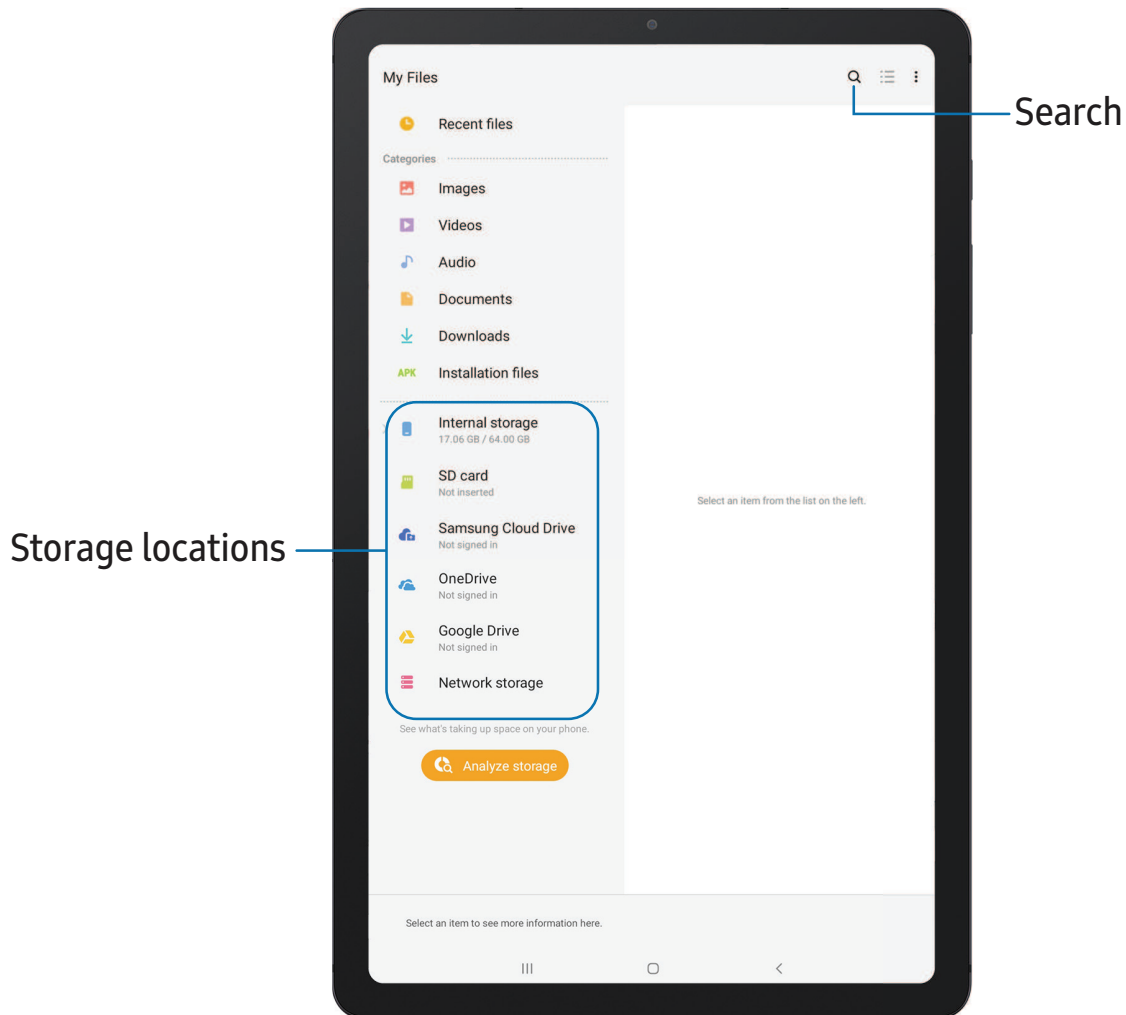 My Files
Search
Recent files
Categories
Images
Videos
Audio
Documents
Downloads
APK Installation files
Internal storage
17.06 GB / 64.00 GB
SD card
Not inserted
Select an item from the list on the left.
Storage locations
Samsung Cloud Drive
Not signed in
OneDrive
Not signed in
Google Drive
Not signed in
Network storage
See what's taking up space on your phone.
Analyze storage
Select an item to see more information here.